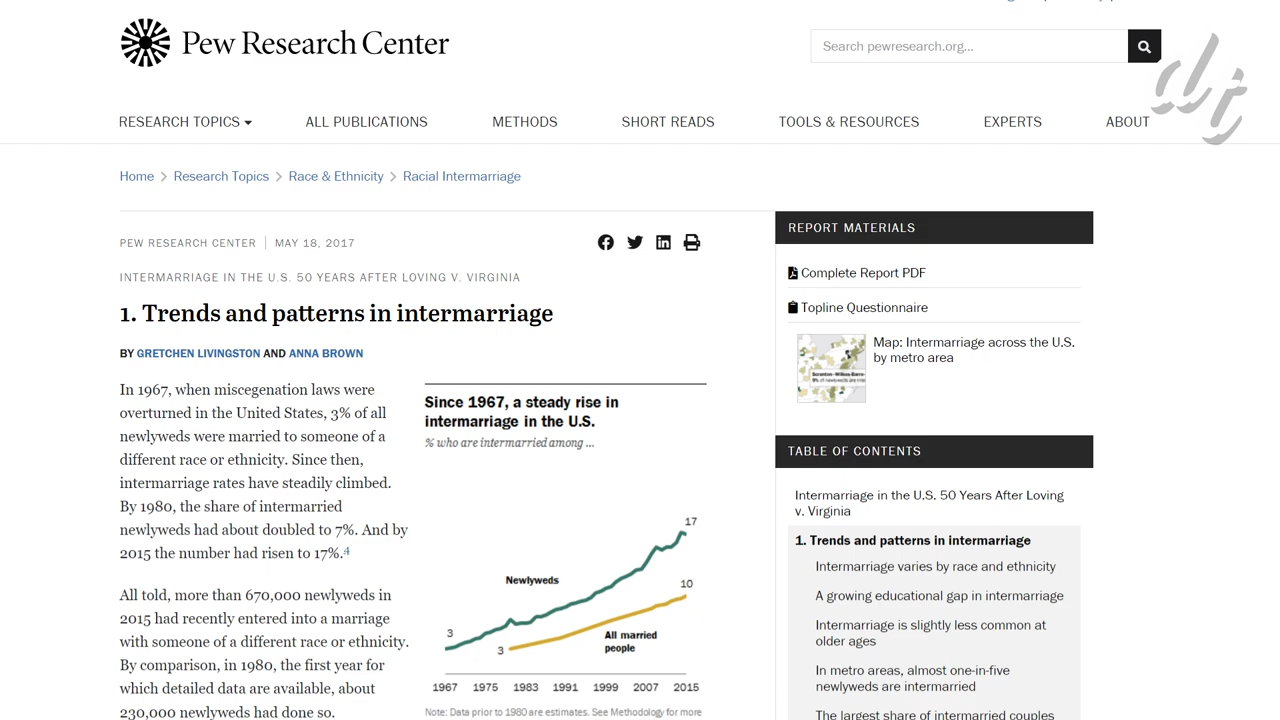 Pew Research Center
Search pewresearch.org...
dt
RESEARCH TOPICS
ALL PUBLICATIONS
METHODS
SHORT READS
TOOLS & RESOURCES
EXPERTS
ABOUT
Home > Research Topics > Race & Ethnicity > Racial Intermarriage
PEW RESEARCH CENTER | MAY 18, 2017
INTERMARRIAGE IN THE U.S. 50 YEARS AFTER LOVING V. VIRGINIA
1. Trends and patterns in intermarriage
BY GRETCHEN LIVINGSTON AND ANNA BROWN
In 1967, when miscegenation laws were
overturned in the United States, 3% of all
newlyweds were married to someone of a
different race or ethnicity. Since then,
intermarriage rates have steadily climbed.
By 1980, the share of intermarried
newlyweds had about doubled to 7%. And by
2015 the number had risen to 17%.4
All told, more than 670,000 newlyweds in
2015 had recently entered into a marriage
with someone of a different race or ethnicity.
By comparison, in 1980, the first year for
which detailed data are available, about
230,000 newlyweds had done so.
Since 1967, a steady rise in
intermarriage in the U.S.
% who are intermarried among ...
17
Newlyweds
10
3
All married
people
3
1967 1975 1983 1991 1999 2007 2015
Note: Data prior to 1980 are estimates. See Methodology for more
REPORT MATERIALS
Complete Report PDF
Topline Questionnaire
Map: Intermarriage across the U.S.
by metro area
TABLE OF CONTENTS
Intermarriage in the U.S. 50 Years After Loving
v. Virginia
1. Trends and patterns in intermarriage
Intermarriage varies by race and ethnicity
A growing educational gap in intermarriage
Intermarriage is slightly less common at
older ages
In metro areas, almost one-in-five
newlyweds are intermarried
The largest share of intermarried couples